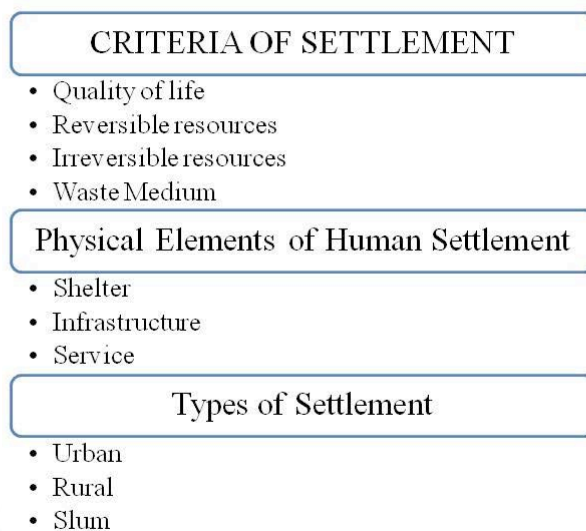 CRITERIA OF SETTLEMENT
• Quality of life
• Reversible resources
• Irreversible resources
• Waste Medium
Physical Elements of Human Settlement
• Shelter
• Infrastructure
• Service
Types of Settlement
• Urban
• Rural
• Slum